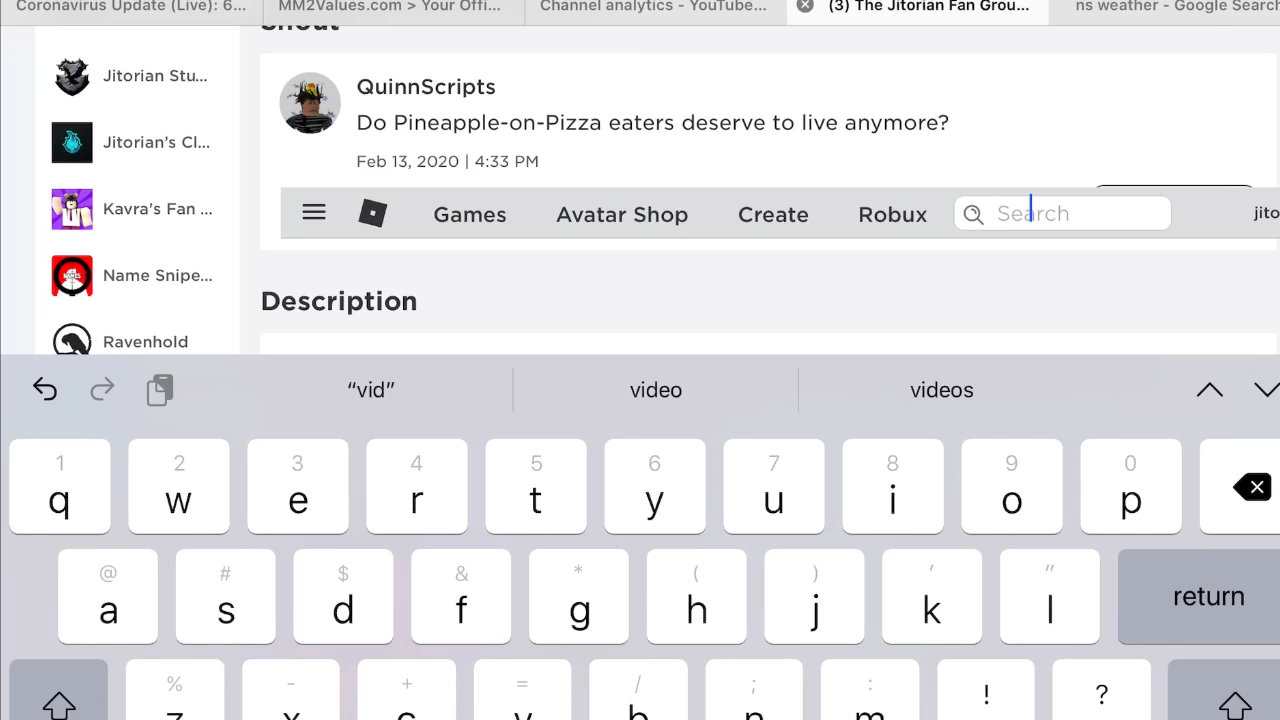 Coronavirus Update (Live): 6...
MM2Values.com > Your Offi...
Channel analytics - YouTube...
(3) The Jitorian Fan Grou...
ns weather - Google Search
Shout
Jitorian Stu...
Jitorian’s Cl...
Kavra's Fan ...
Name Snipe...
Ravenhold
QuinnScripts
Do Pineapple-on-Pizza eaters deserve to live anymore?
Feb 13, 2020 | 4:33 PM
Games Avatar Shop Create Robux Search jito
Description
“vid” video videos
1 2 3 4 5 6 7 8 9 0
q w e r t y u i o p
@ # $ & * ( ) ' "
a s d f g h j k l return
% - + = / ; : ! ?
z x c v b n m